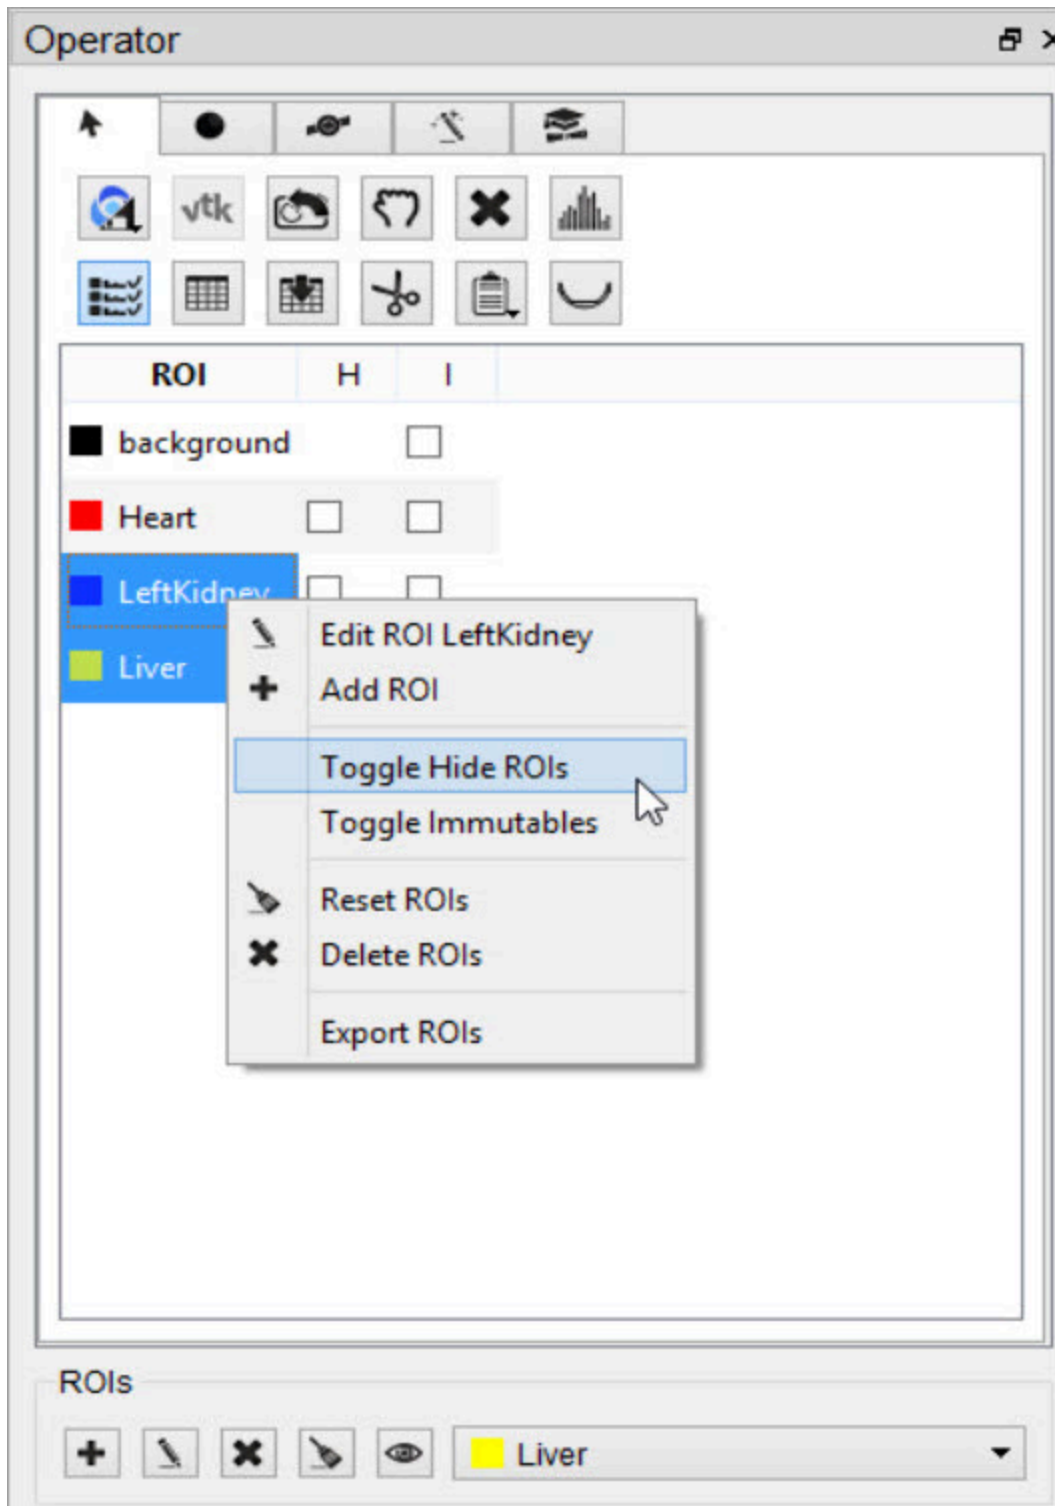 Operator
vtk
ROI H I
background
Heart
LeftKidney
Liver
Edit ROI LeftKidney
Add ROI
Toggle Hide ROIs
Toggle Immutables
Reset ROIs
Delete ROIs
Export ROIs
ROIs
Liver